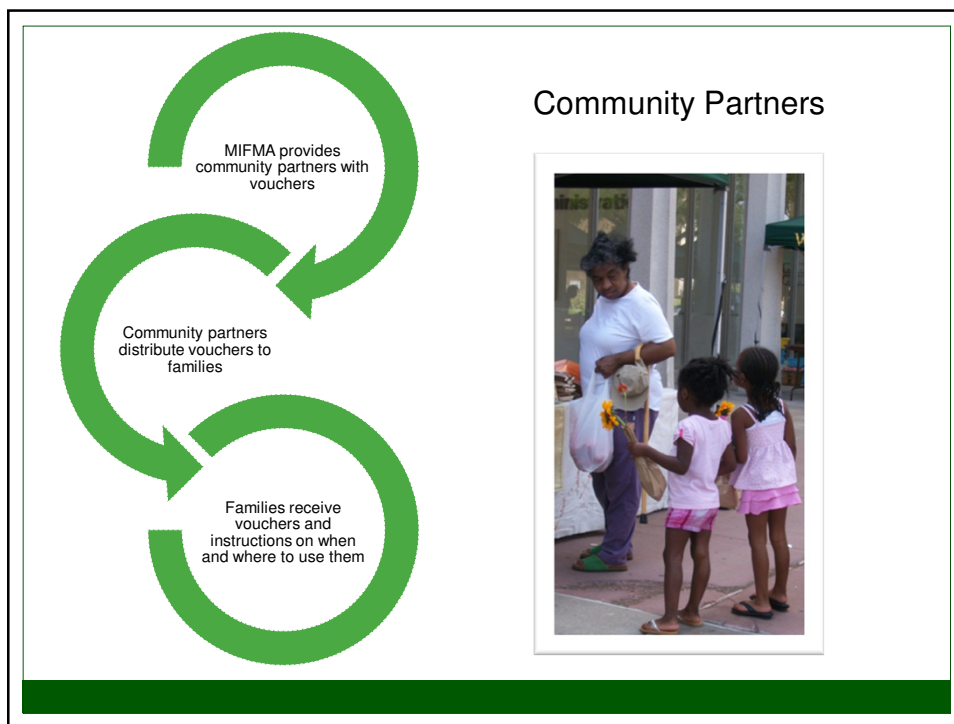 Community Partners
MIFMA provides
community partners with
vouchers
Community partners
distribute vouchers to
families
Families receive
vouchers and
instructions on when
and where to use them